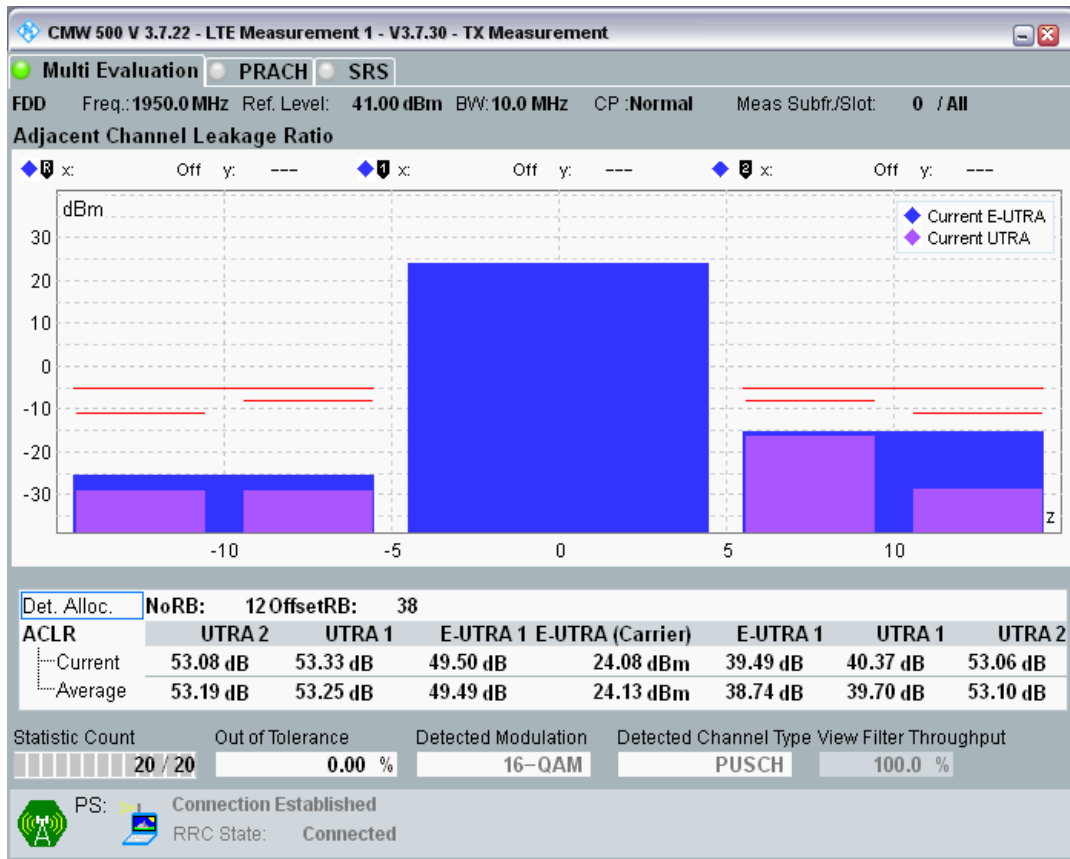 CMW 500 V 3.7.22 - LTE Measurement 1 - V3.7.30 - TX Measurement
Multi Evaluation PRACH SRS
FDD Freq.: 1950.0 MHz Ref. Level: 41.00 dBm BW: 10.0 MHz CP :Normal Meas Subfr./Slot: 0 / All
Adjacent Channel Leakage Ratio
R x: Off y: --- 1 x: Off y: --- 2 x: Off y: ---
dBm
Current E-UTRA
Current UTRA
30
20
10
0
-10
-20
-30
z
-10 -5 0 5 10
Det. Alloc. NoRB: 12 OffsetRB: 38
ACLR UTRA 2 UTRA 1 E-UTRA 1 E-UTRA (Carrier) E-UTRA 1 UTRA 1 UTRA 2
Current 53.08 dB 53.33 dB 49.50 dB 24.08 dBm 39.49 dB 40.37 dB 53.06 dB
Average 53.19 dB 53.25 dB 49.49 dB 24.13 dBm 38.74 dB 39.70 dB 53.10 dB
Statistic Count Out of Tolerance Detected Modulation Detected Channel Type View Filter Throughput
20 / 20 0.00 % 16-QAM PUSCH 100.0 %
PS: Connection Established
RRC State: Connected